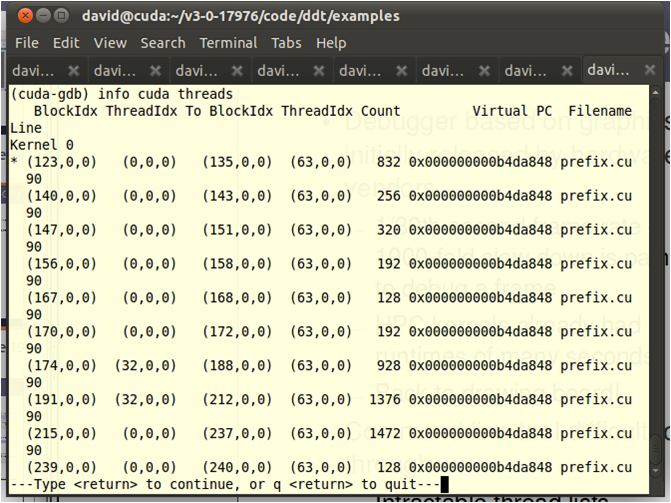 david@cuda:~/v3-0-17976/code/ddt/examples
File Edit View Search Terminal Tabs Help
davi... davi... davi... davi... davi... davi... davi... davi...
(cuda-gdb) info cuda threads
BlockIdx ThreadIdx To BlockIdx ThreadIdx Count Virtual PC Filename
Line
Kernel 0
* (123,0,0) (0,0,0) (135,0,0) (63,0,0) 832 0x000000000b4da848 prefix.cu
90
(140,0,0) (0,0,0) (143,0,0) (63,0,0) 256 0x000000000b4da848 prefix.cu
90
(147,0,0) (0,0,0) (151,0,0) (63,0,0) 320 0x000000000b4da848 prefix.cu
90
(156,0,0) (0,0,0) (158,0,0) (63,0,0) 192 0x000000000b4da848 prefix.cu
90
(167,0,0) (0,0,0) (168,0,0) (63,0,0) 128 0x000000000b4da848 prefix.cu
90
(170,0,0) (0,0,0) (172,0,0) (63,0,0) 192 0x000000000b4da848 prefix.cu
90
(174,0,0) (32,0,0) (188,0,0) (63,0,0) 928 0x000000000b4da848 prefix.cu
90
(191,0,0) (32,0,0) (212,0,0) (63,0,0) 1376 0x000000000b4da848 prefix.cu
90
(215,0,0) (0,0,0) (237,0,0) (63,0,0) 1472 0x000000000b4da848 prefix.cu
90
(239,0,0) (0,0,0) (240,0,0) (63,0,0) 128 0x000000000b4da848 prefix.cu
---Type <return> to continue, or q <return> to quit---